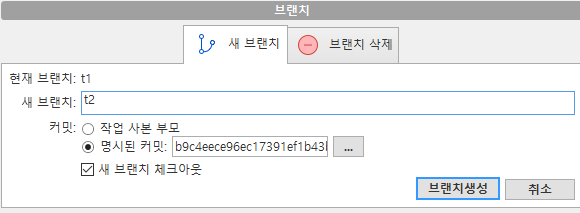 브랜치
새 브랜치
브랜치 삭제
현재 브랜치: t1
새 브랜치: t2
커밋: 작업 사본 부모
명시된 커밋: b9c4eece96ec17391ef1b43 ...
새 브랜치 체크아웃
브랜치생성 취소